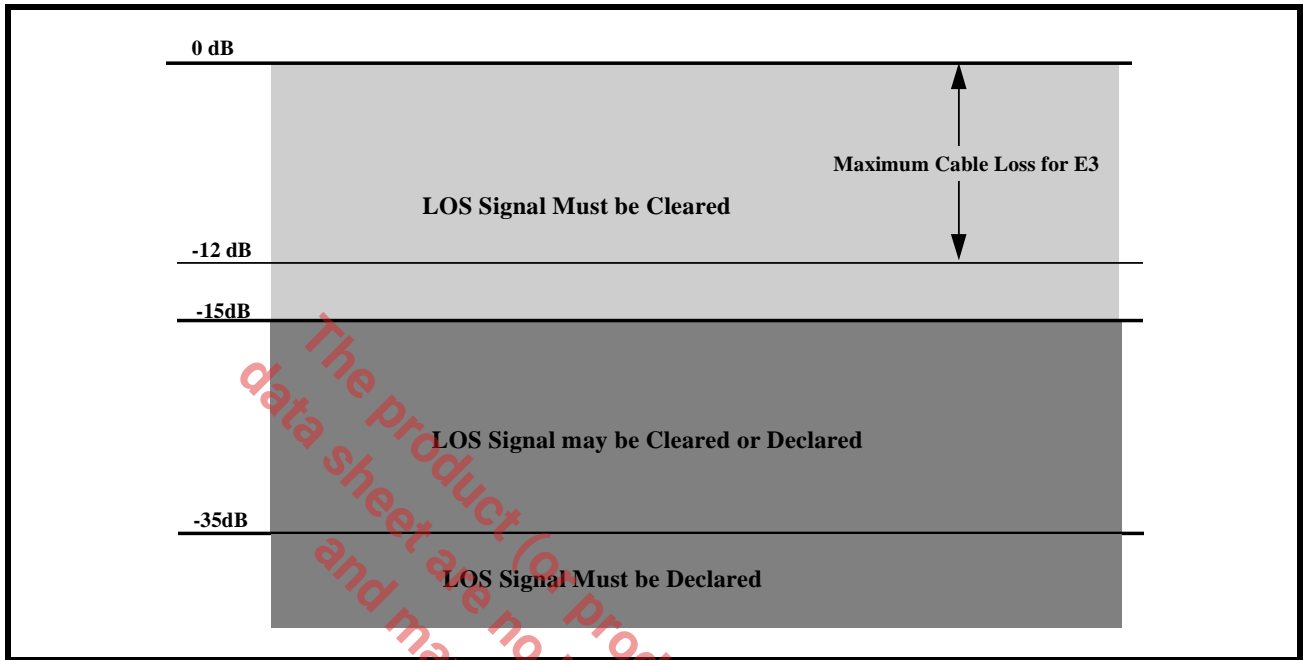 0 dB
Maximum Cable Loss for E3
LOS Signal Must be Cleared
-12 dB
-15dB
LOS Signal may be Cleared or Declared
-35dB
LOS Signal Must be Declared
The product (or prod
data sheet are no
and ma